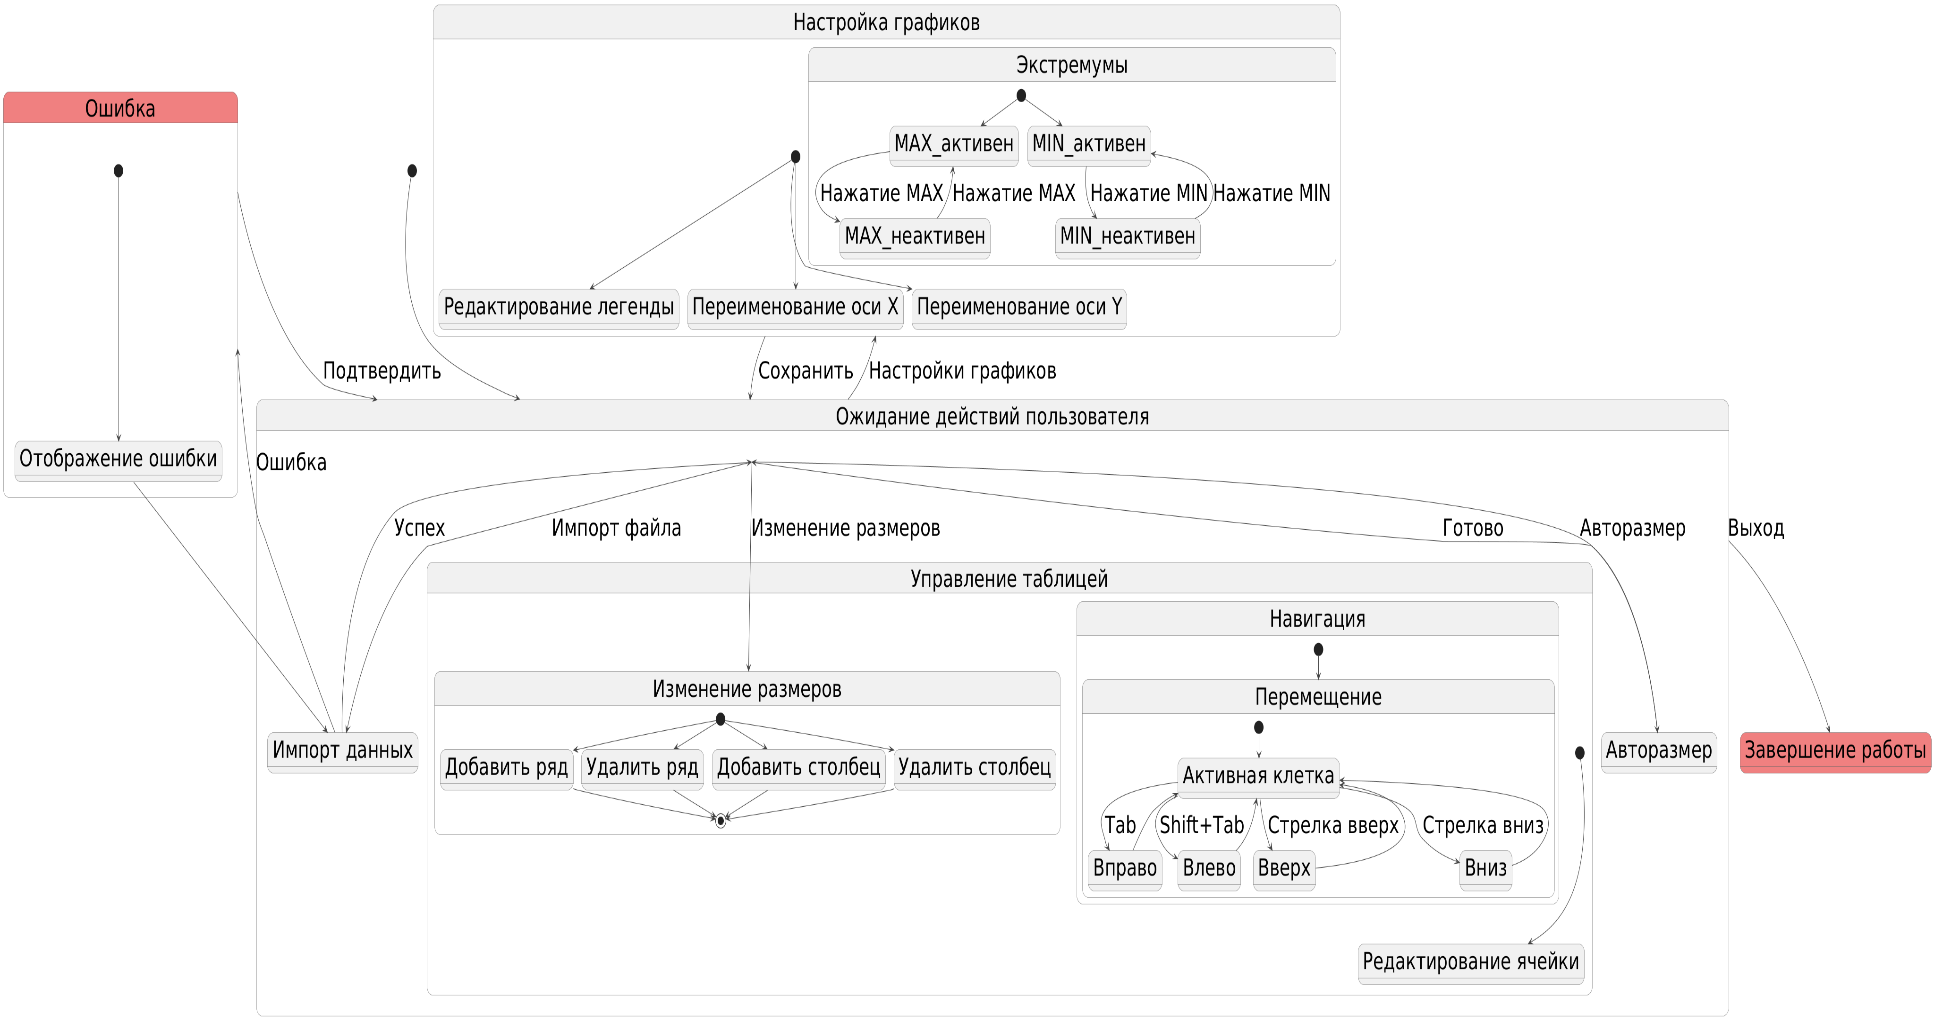 Настройка графиков
Экстремумы
Ошибка
MAX_активен
MIN_активен
Нажатие MAX
Нажатие MAX
Нажатие MIN
Нажатие MIN
MAX_неактивен
MIN_неактивен
Редактирование легенды
Переименование оси X
Переименование оси Y
Подтвердить
Сохранить
Настройки графиков
Ожидание действий пользователя
Отображение ошибки
Ошибка
Успех
Импорт файла
Изменение размеров
Готово
Авторазмер
Выход
Управление таблицей
Навигация
Изменение размеров
Перемещение
Импорт данных
Добавить ряд
Удалить ряд
Добавить столбец
Удалить столбец
Активная клетка
Авторазмер
Завершение работы
Tab
Shift+Tab
Стрелка вверх
Стрелка вниз
Вправо
Влево
Вверх
Вниз
Редактирование ячейки